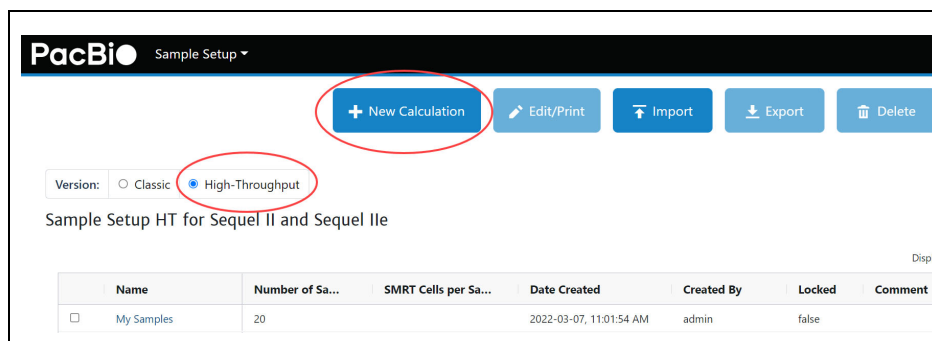 PacBio Sample Setup
New Calculation Edit/Print Import Export Delete
Version: Classic High-Throughput
Sample Setup HT for Sequel II and Sequel IIe
Disp
Name Number of Sa... SMRT Cells per Sa... Date Created Created By Locked Comment
My Samples 20 2022-03-07, 11:01:54 AM admin false